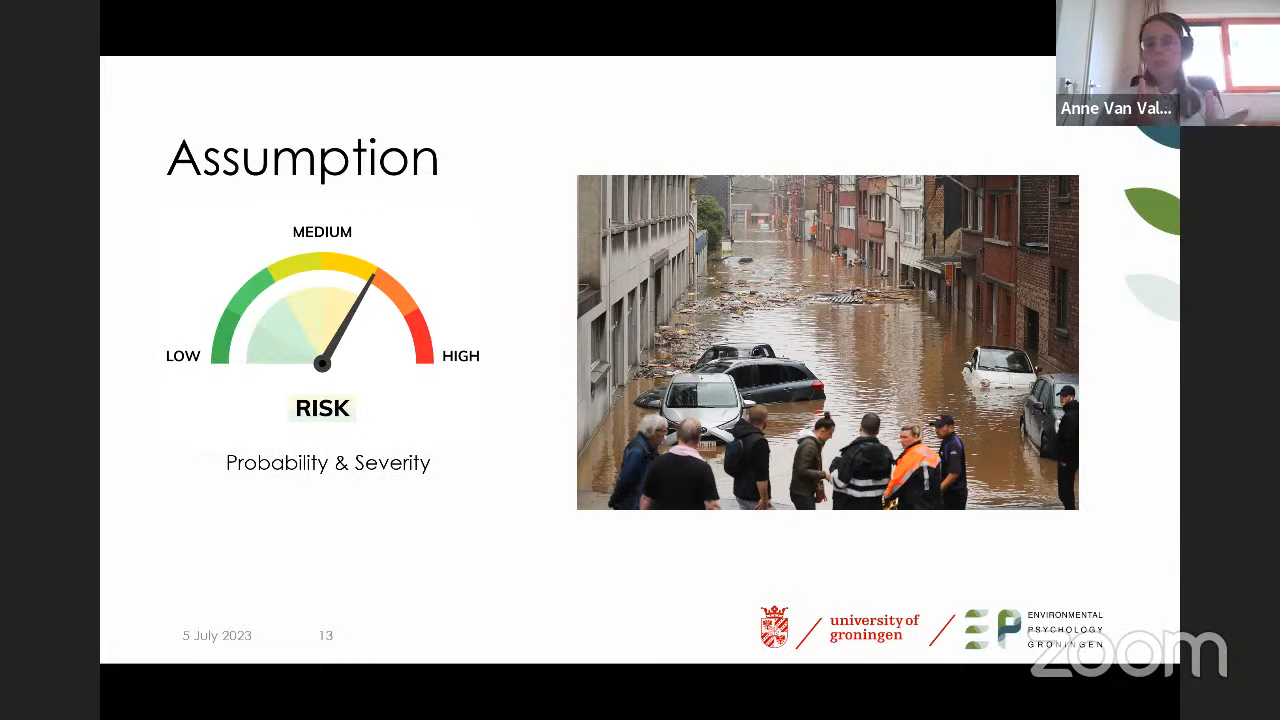 Anne Van Val...
Assumption
MEDIUM
LOW
HIGH
RISK
Probability & Severity
5 July 2023
13
university of
groningen
ENVIRONMENTAL
PSYCHOLOGY
GRONINGEN
zoom